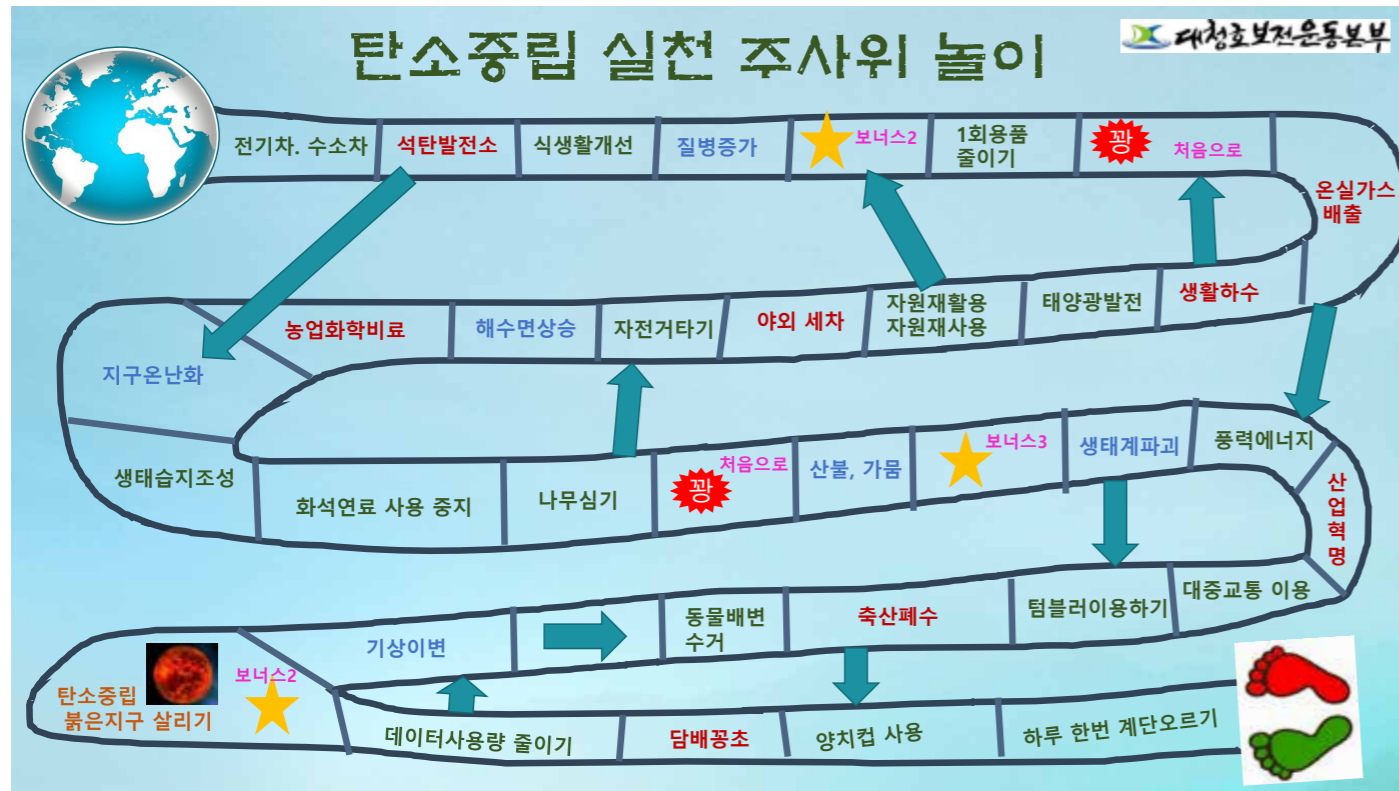 탄소중립 실천 주사위 놀이
대청호보전운동본부
전기차. 수소차
석탄발전소
식생활개선
질병증가
보너스2
1회용품
줄이기
꽝
처음으로
온실가스
배출
농업화학비료
해수면상승
자전거타기
야외 세차
자원재활용
자원재사용
태양광발전
생활하수
지구온난화
생태습지조성
화석연료 사용 중지
나무심기
꽝
처음으로
산불, 가뭄
보너스3
생태계파괴
풍력에너지
산
업
혁
명
기상이변
동물배변
수거
축산폐수
텀블러이용하기
대중교통 이용
탄소중립
붉은지구 살리기
보너스2
데이터사용량 줄이기
담배꽁초
양치컵 사용
하루 한번 계단오르기